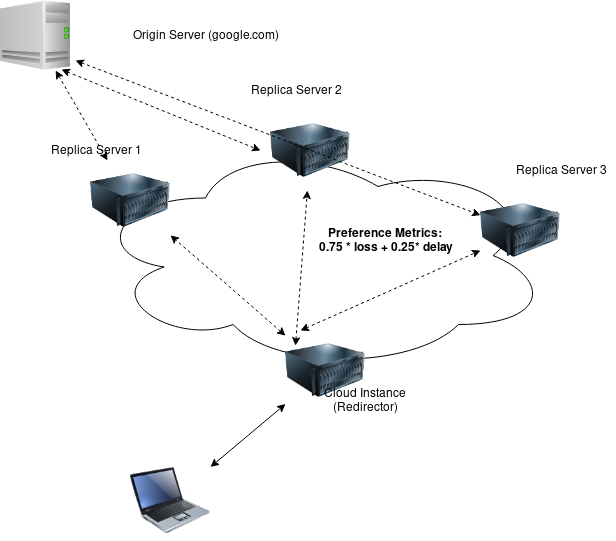 Origin Server (google.com)
Replica Server 2
Replica Server 1
Replica Server 3
Preference Metrics:
0.75 * loss + 0.25* delay
Cloud Instance
(Redirector)